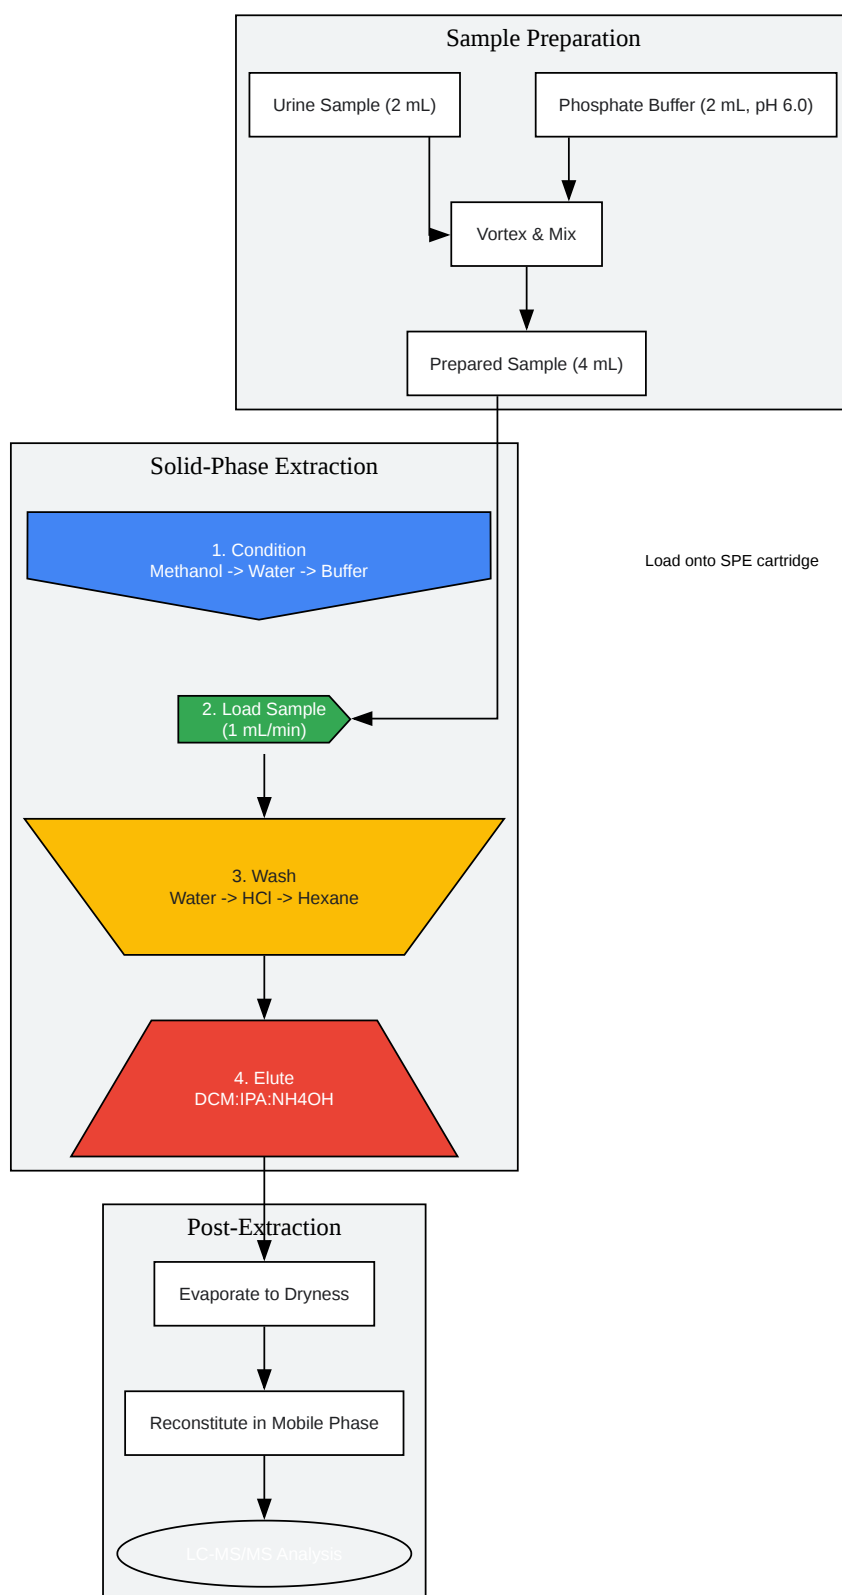 Sample Preparation
Urine Sample (2 mL)
Phosphate Buffer (2 mL, pH 6.0)
Vortex & Mix
Prepared Sample (4 mL)
Solid-Phase Extraction
1. Condition
Methanol -> Water -> Buffer
Load onto SPE cartridge
2. Load Sample
(1 mL/min)
3. Wash
Water -> HCl -> Hexane
4. Elute
DCM:IPA:NH4OH
Post-Extraction
Evaporate to Dryness
Reconstitute in Mobile Phase
LC-MS/MS Analysis